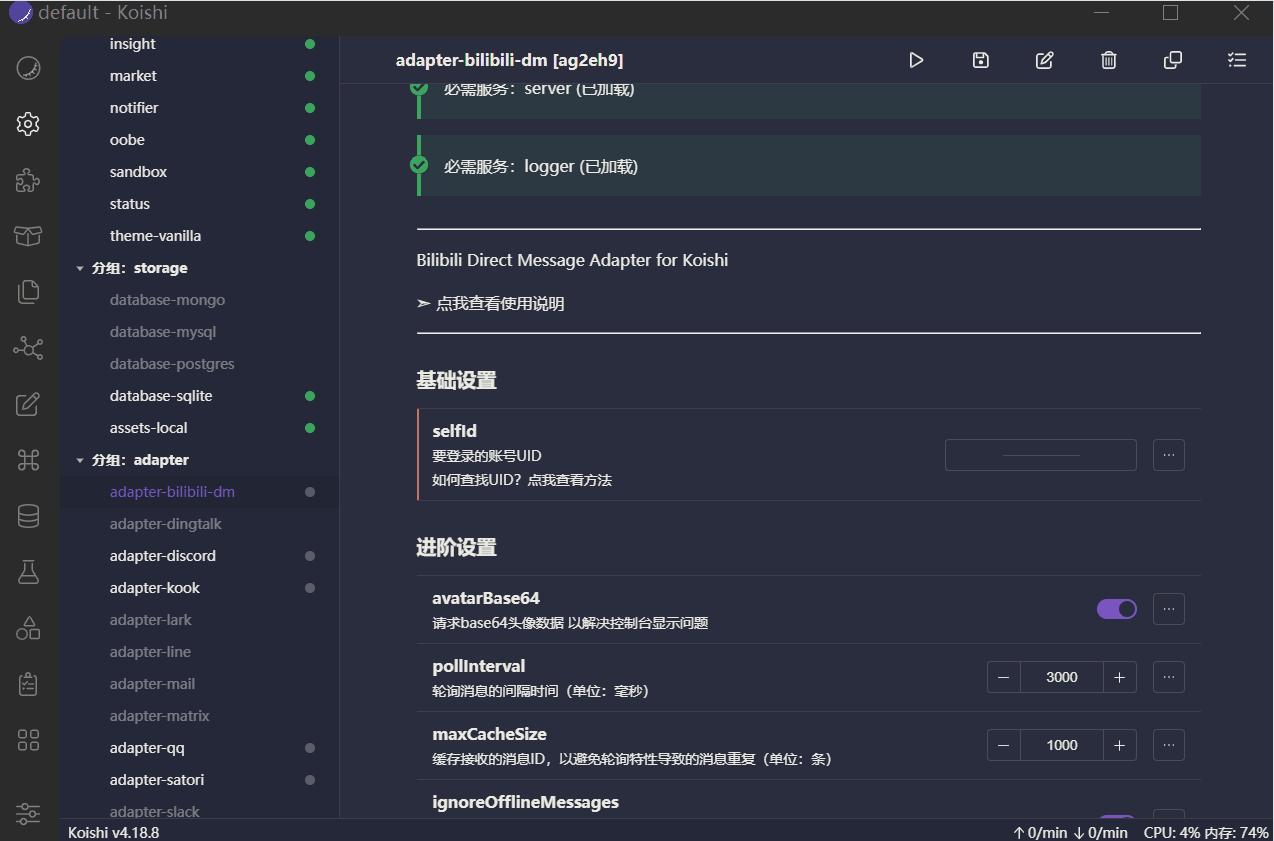 default - Koishi
insight
market
notifier
oobe
sandbox
status
theme-vanilla
分组：storage
database-mongo
database-mysql
database-postgres
database-sqlite
assets-local
分组：adapter
adapter-bilibili-dm
adapter-dingtalk
adapter-discord
adapter-kook
adapter-lark
adapter-line
adapter-mail
adapter-matrix
adapter-qq
adapter-satori
adapter-slack
adapter-bilibili-dm [ag2eh9]
必需服务：server (已加载)
必需服务：logger (已加载)
Bilibili Direct Message Adapter for Koishi
➣ 点我查看使用说明
基础设置
selfId
要登录的账号UID
如何查找UID？点我查看方法
进阶设置
avatarBase64
请求base64头像数据 以解决控制台显示问题
pollInterval
轮询消息的间隔时间（单位：毫秒）
3000
maxCacheSize
缓存接收的消息ID，以避免轮询特性导致的消息重复（单位：条）
1000
ignoreOfflineMessages
Koishi v4.18.8
↑ 0/min ↓ 0/min CPU: 4% 内存: 74%